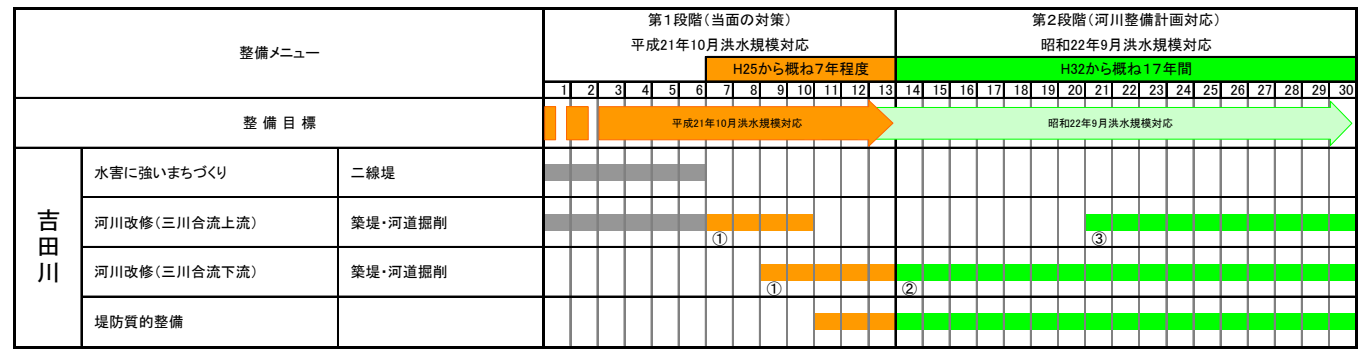 整備メニュー
第1段階(当面の対策)
平成21年10月洪水規模対応
H25から概ね7年程度
第2段階(河川整備計画対応)
昭和22年9月洪水規模対応
H32から概ね17年間
1 2 3 4 5 6 7 8 9 10 11 12 13 14 15 16 17 18 19 20 21 22 23 24 25 26 27 28 29 30
整備目標
平成21年10月洪水規模対応
昭和22年9月洪水規模対応
吉田川
水害に強いまちづくり 二線堤
河川改修(三川合流上流) 築堤・河道掘削
① ③
河川改修(三川合流下流) 築堤・河道掘削
① ②
堤防質的整備